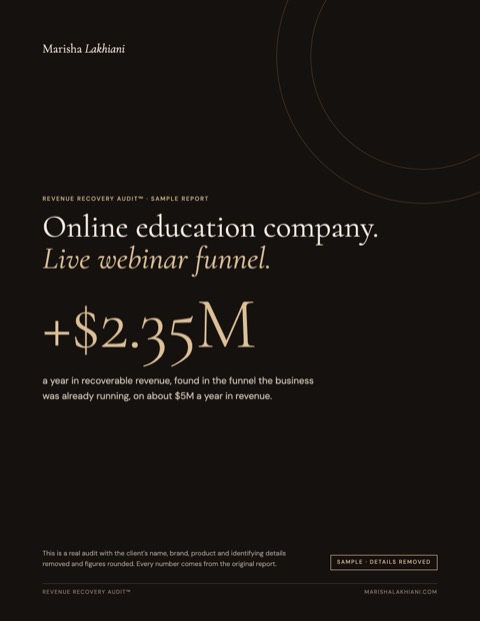 Marisha Lakhiani
REVENUE RECOVERY AUDIT™ · SAMPLE REPORT
Online education company.
Live webinar funnel.
+$2.35M
a year in recoverable revenue, found in the funnel the business
was already running, on about $5M a year in revenue.
This is a real audit with the client's name, brand, product and identifying details
removed and figures rounded. Every number comes from the original report.
SAMPLE · DETAILS REMOVED
REVENUE RECOVERY AUDIT™
MARISHALAKHIANI.COM